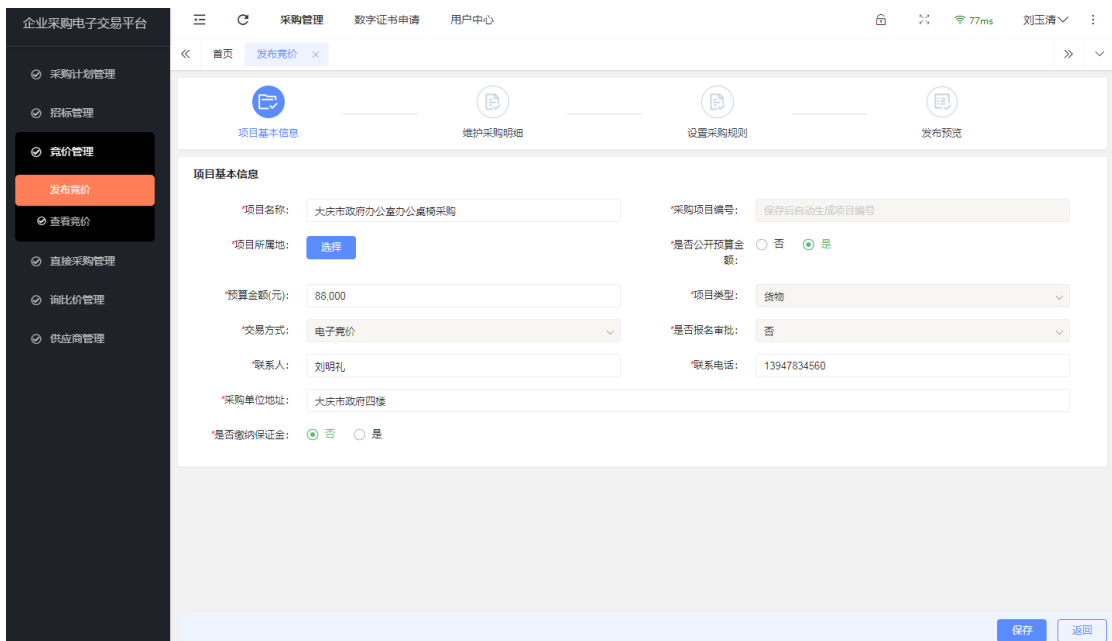 企业采购电子交易平台
采购管理 数字证书申请 用户中心 77ms 刘玉清
首页 发布竞价 ×
采购计划管理
招标管理
竞价管理
发布竞价
查看竞价
直接采购管理
询比价管理
供应商管理
项目基本信息 维护采购明细 设置采购规则 发布预览
项目基本信息
*项目名称: 大庆市政府办公室办公桌椅采购 *采购项目编号: 保存后自动生成项目编号
*项目所属地: 选择 *是否公开预算金
额: 否 是
*预算金额(元): 88,000 *项目类型: 货物
*交易方式: 电子竞价 *是否报名审批: 否
*联系人: 刘明礼 *联系电话: 13947834560
*采购单位地址: 大庆市政府四楼
*是否缴纳保证金: 否 是
保存 返回